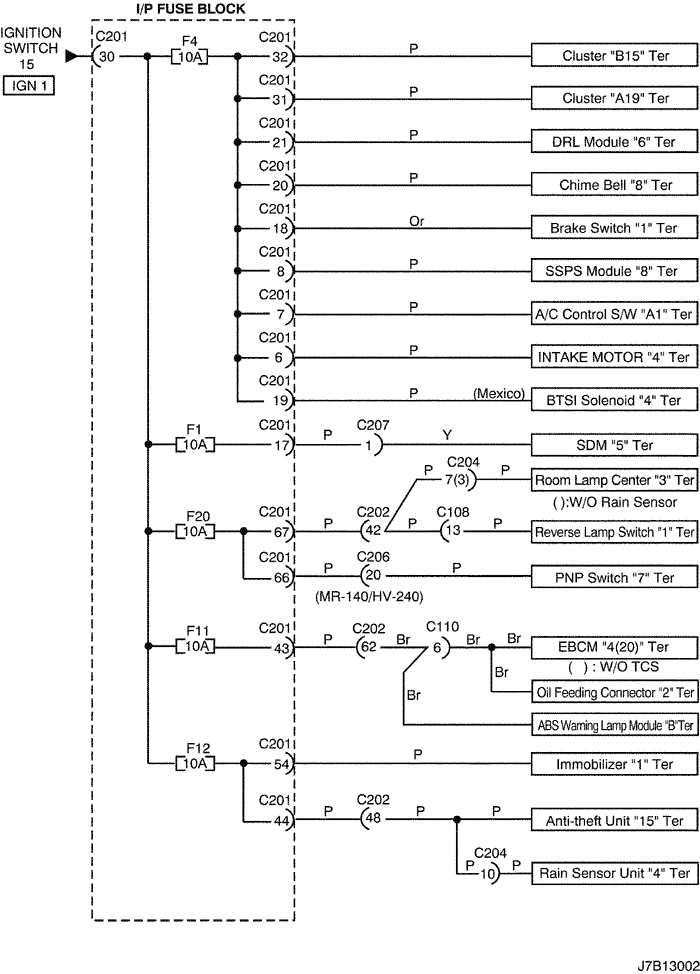 I/P FUSE BLOCK
IGNITION
SWITCH
15
IGN 1
C201
30
F4
10A
C201
32
P
Cluster "B15" Ter
C201
31
P
Cluster "A19" Ter
C201
21
P
DRL Module "6" Ter
C201
20
P
Chime Bell "8" Ter
C201
18
Or
Brake Switch "1" Ter
C201
8
P
SSPS Module "8" Ter
C201
7
P
A/C Control S/W "A1" Ter
C201
6
P
INTAKE MOTOR "4" Ter
C201
19
P
(Mexico)
BTSI Solenoid "4" Ter
F1
10A
C201
17
P
C207
1
Y
SDM "5" Ter
P
C204
7(3)
P
Room Lamp Center "3" Ter
( ):W/O Rain Sensor
F20
10A
C201
67
P
C202
42
P
C108
13
P
Reverse Lamp Switch "1" Ter
C201
66
P
C206
20
P
PNP Switch "7" Ter
(MR-140/HV-240)
F11
10A
C201
43
P
C202
62
Br
C110
6
Br
Br
EBCM "4(20)" Ter
( ) : W/O TCS
Br
Oil Feeding Connector "2" Ter
Br
ABS Warning Lamp Module "B"Ter
F12
10A
C201
54
P
Immobilizer "1" Ter
C201
44
P
C202
48
P
P
Anti-theft Unit "15" Ter
P
C204
10
P
Rain Sensor Unit "4" Ter
J7B13002